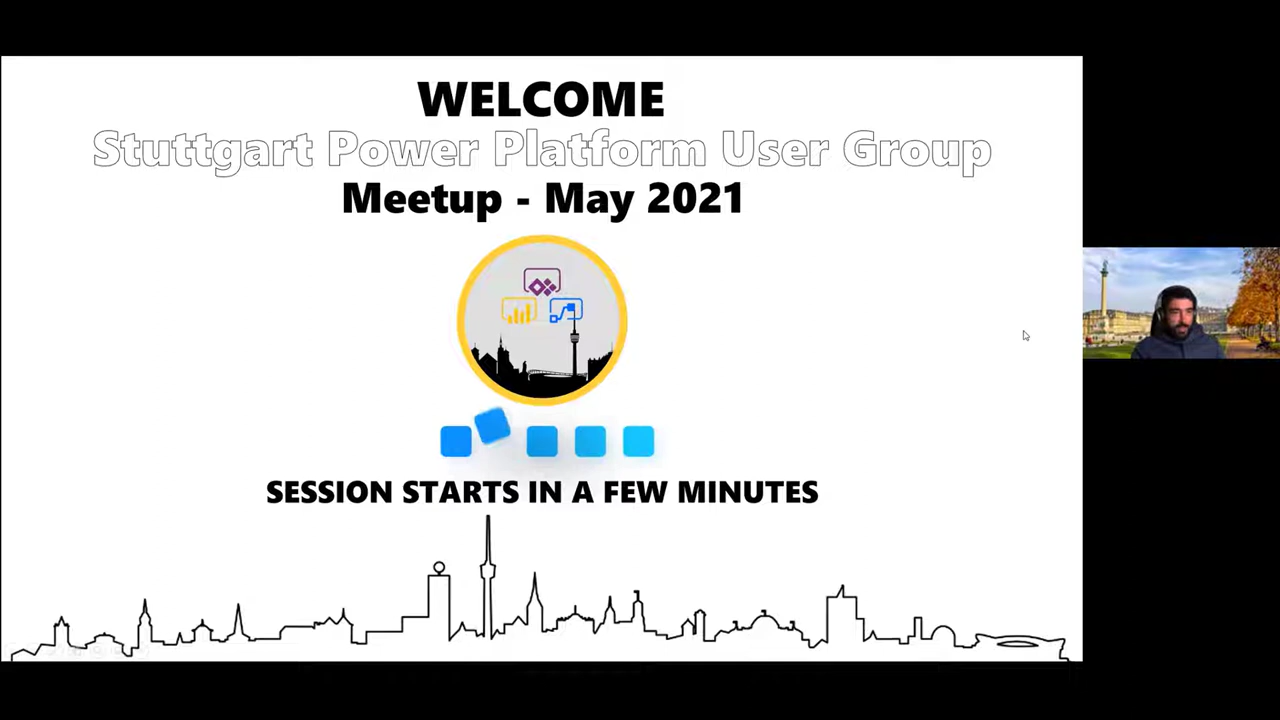 WELCOME
Stuttgart Power Platform User Group
Meetup - May 2021
SESSION STARTS IN A FEW MINUTES